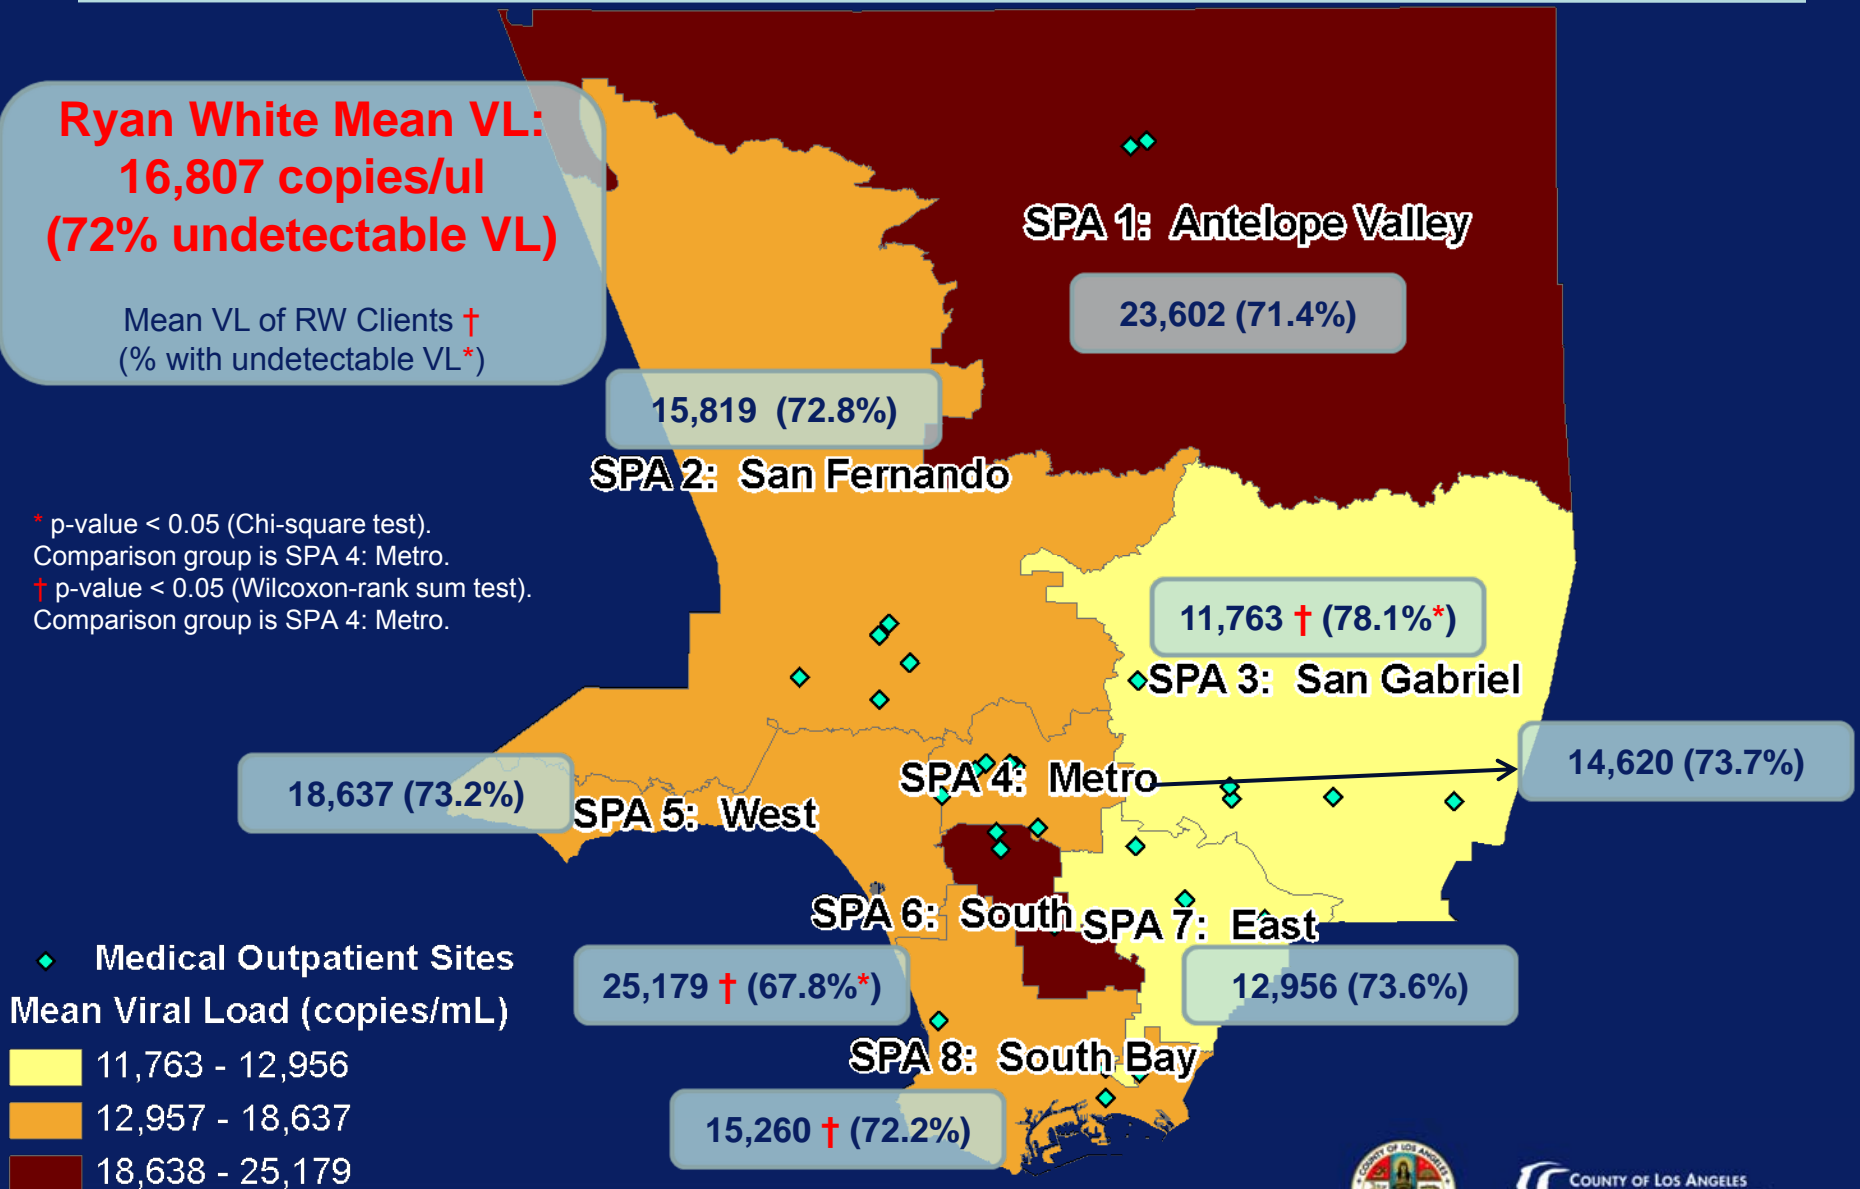 Ryan White Mean VL:
16,807 copies/ul
(72% undetectable VL)
Mean VL of RW Clients †
(% with undetectable VL*)
SPA 1: Antelope Valley
23,602 (71.4%)
15,819 (72.8%)
SPA 2: San Fernando
* p-value < 0.05 (Chi-square test).
Comparison group is SPA 4: Metro.
† p-value < 0.05 (Wilcoxon-rank sum test).
Comparison group is SPA 4: Metro.
11,763 † (78.1%*)
SPA 3: San Gabriel
14,620 (73.7%)
SPA 4: Metro
18,637 (73.2%)
SPA 5: West
SPA 6: South
SPA 7: East
25,179 † (67.8%*)
12,956 (73.6%)
SPA 8: South Bay
15,260 † (72.2%)
Medical Outpatient Sites
Mean Viral Load (copies/mL)
11,763 - 12,956
12,957 - 18,637
18,638 - 25,179
COUNTY OF LOS ANGELES
COUNTY OF LOS ANGELES